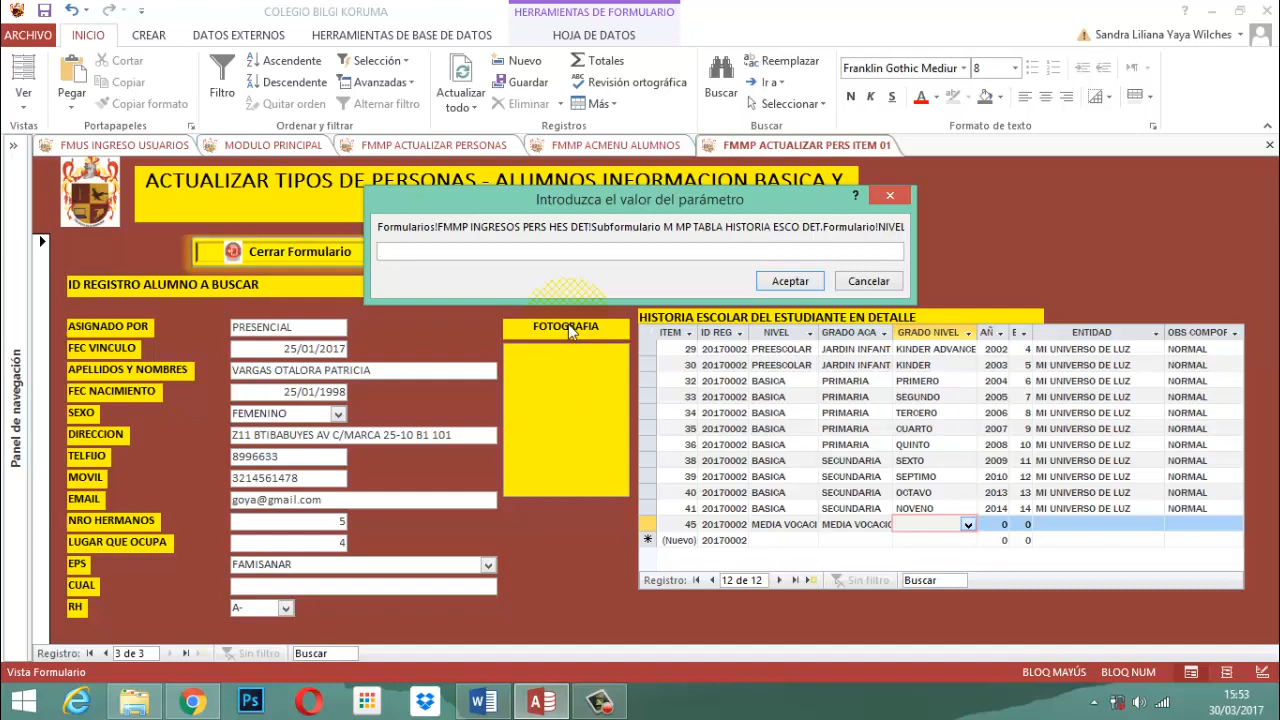 COLEGIO BILGI KORUMA
HERRAMIENTAS DE FORMULARIO
ARCHIVO INICIO CREAR DATOS EXTERNOS HERRAMIENTAS DE BASE DE DATOS HOJA DE DATOS Sandra Liliana Yaya Wilches
Ver
Pegar
Cortar
Copiar
Copiar formato
Filtro
Ascendente
Descendente
Quitar orden
Selección
Avanzadas
Alternar filtro
Actualizar
todo
Nuevo
Guardar
Eliminar
Totales
Revisión ortográfica
Más
Buscar
Reemplazar
Ir a
Seleccionar
Franklin Gothic Mediur 8
N K S
Vistas Portapapeles Ordenar y filtrar Registros Buscar Formato de texto
FMUS INGRESO USUARIOS MODULO PRINCIPAL FMMP ACTUALIZAR PERSONAS FMMP ACMENU ALUMNOS FMMP ACTUALIZAR PERS ITEM 01
Panel de navegación
ACTUALIZAR TIPOS DE PERSONAS - ALUMNOS INFORMACION BASICA Y
Introduzca el valor del parámetro
Formularios!FMMP INGRESOS PERS HES DET!Subformulario M MP TABLA HISTORIA ESCO DET.Formulario!NIVEL
Aceptar Cancelar
Cerrar Formulario
ID REGISTRO ALUMNO A BUSCAR
ASIGNADO POR PRESENCIAL
FEC VINCULO 25/01/2017
APELLIDOS Y NOMBRES VARGAS OTALORA PATRICIA
FEC NACIMIENTO 25/01/1998
SEXO FEMENINO
DIRECCION Z11 BTIBABUYES AV C/MARCA 25-10 B1 101
TELFIJO 8996633
MOVIL 3214561478
EMAIL goya@gmail.com
NRO HERMANOS 5
LUGAR QUE OCUPA 4
EPS FAMISANAR
CUAL
RH A-
FOTOGRAFIA
HISTORIA ESCOLAR DEL ESTUDIANTE EN DETALLE
ITEM ID REG NIVEL GRADO ACA GRADO NIVEL AÑ E ENTIDAD OBS COMPOR
29 20170002 PREESCOLAR JARDIN INFANT KINDER ADVANCE 2002 4 MI UNIVERSO DE LUZ NORMAL
30 20170002 PREESCOLAR JARDIN INFANT KINDER 2003 5 MI UNIVERSO DE LUZ NORMAL
32 20170002 BASICA PRIMARIA PRIMERO 2004 6 MI UNIVERSO DE LUZ NORMAL
33 20170002 BASICA PRIMARIA SEGUNDO 2005 7 MI UNIVERSO DE LUZ NORMAL
34 20170002 BASICA PRIMARIA TERCERO 2006 8 MI UNIVERSO DE LUZ NORMAL
35 20170002 BASICA PRIMARIA CUARTO 2007 9 MI UNIVERSO DE LUZ NORMAL
36 20170002 BASICA PRIMARIA QUINTO 2008 10 MI UNIVERSO DE LUZ NORMAL
38 20170002 BASICA SECUNDARIA SEXTO 2009 11 MI UNIVERSO DE LUZ NORMAL
39 20170002 BASICA SECUNDARIA SEPTIMO 2010 12 MI UNIVERSO DE LUZ NORMAL
40 20170002 BASICA SECUNDARIA OCTAVO 2013 13 MI UNIVERSO DE LUZ NORMAL
41 20170002 BASICA SECUNDARIA NOVENO 2014 14 MI UNIVERSO DE LUZ NORMAL
45 20170002 MEDIA VOCACI MEDIA VOCACIO 0 0
(Nuevo) 20170002 0 0
Registro: 12 de 12 Sin filtro Buscar
Registro: 3 de 3 Sin filtro Buscar
Vista Formulario BLOQ MAYÚS BLOQ NUM
15:53
30/03/2017